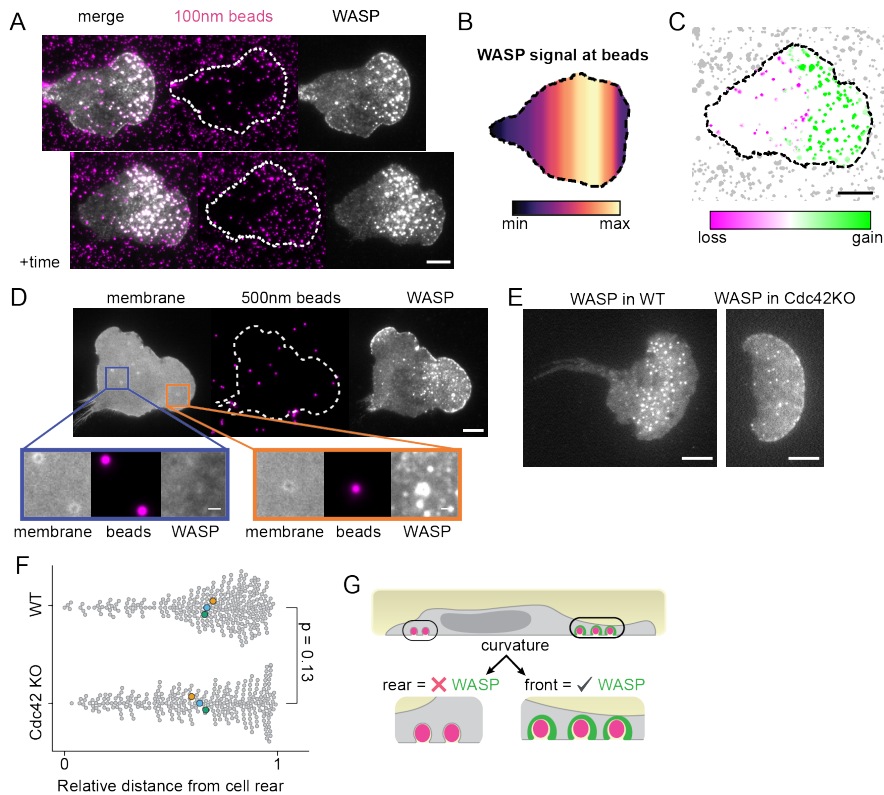 A
merge
100nm beads
WASP
+time
B
WASP signal at beads
min
max
C
loss
gain
D
membrane
500nm beads
WASP
membrane
beads
WASP
membrane
beads
WASP
E
WASP in WT
WASP in Cdc42KO
F
WT
Cdc42 KO
p = 0.13
0
1
Relative distance from cell rear
G
curvature
rear = ✗ WASP
front = ✓ WASP